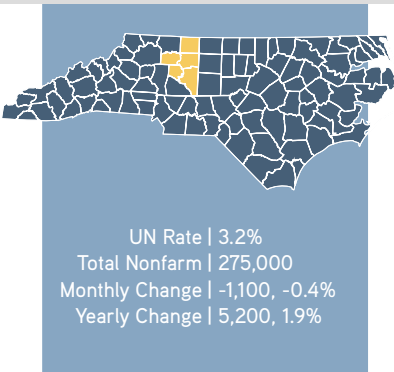 UN Rate | 3.2%
Total Nonfarm | 275,000
Monthly Change | -1,100, -0.4%
Yearly Change | 5,200, 1.9%